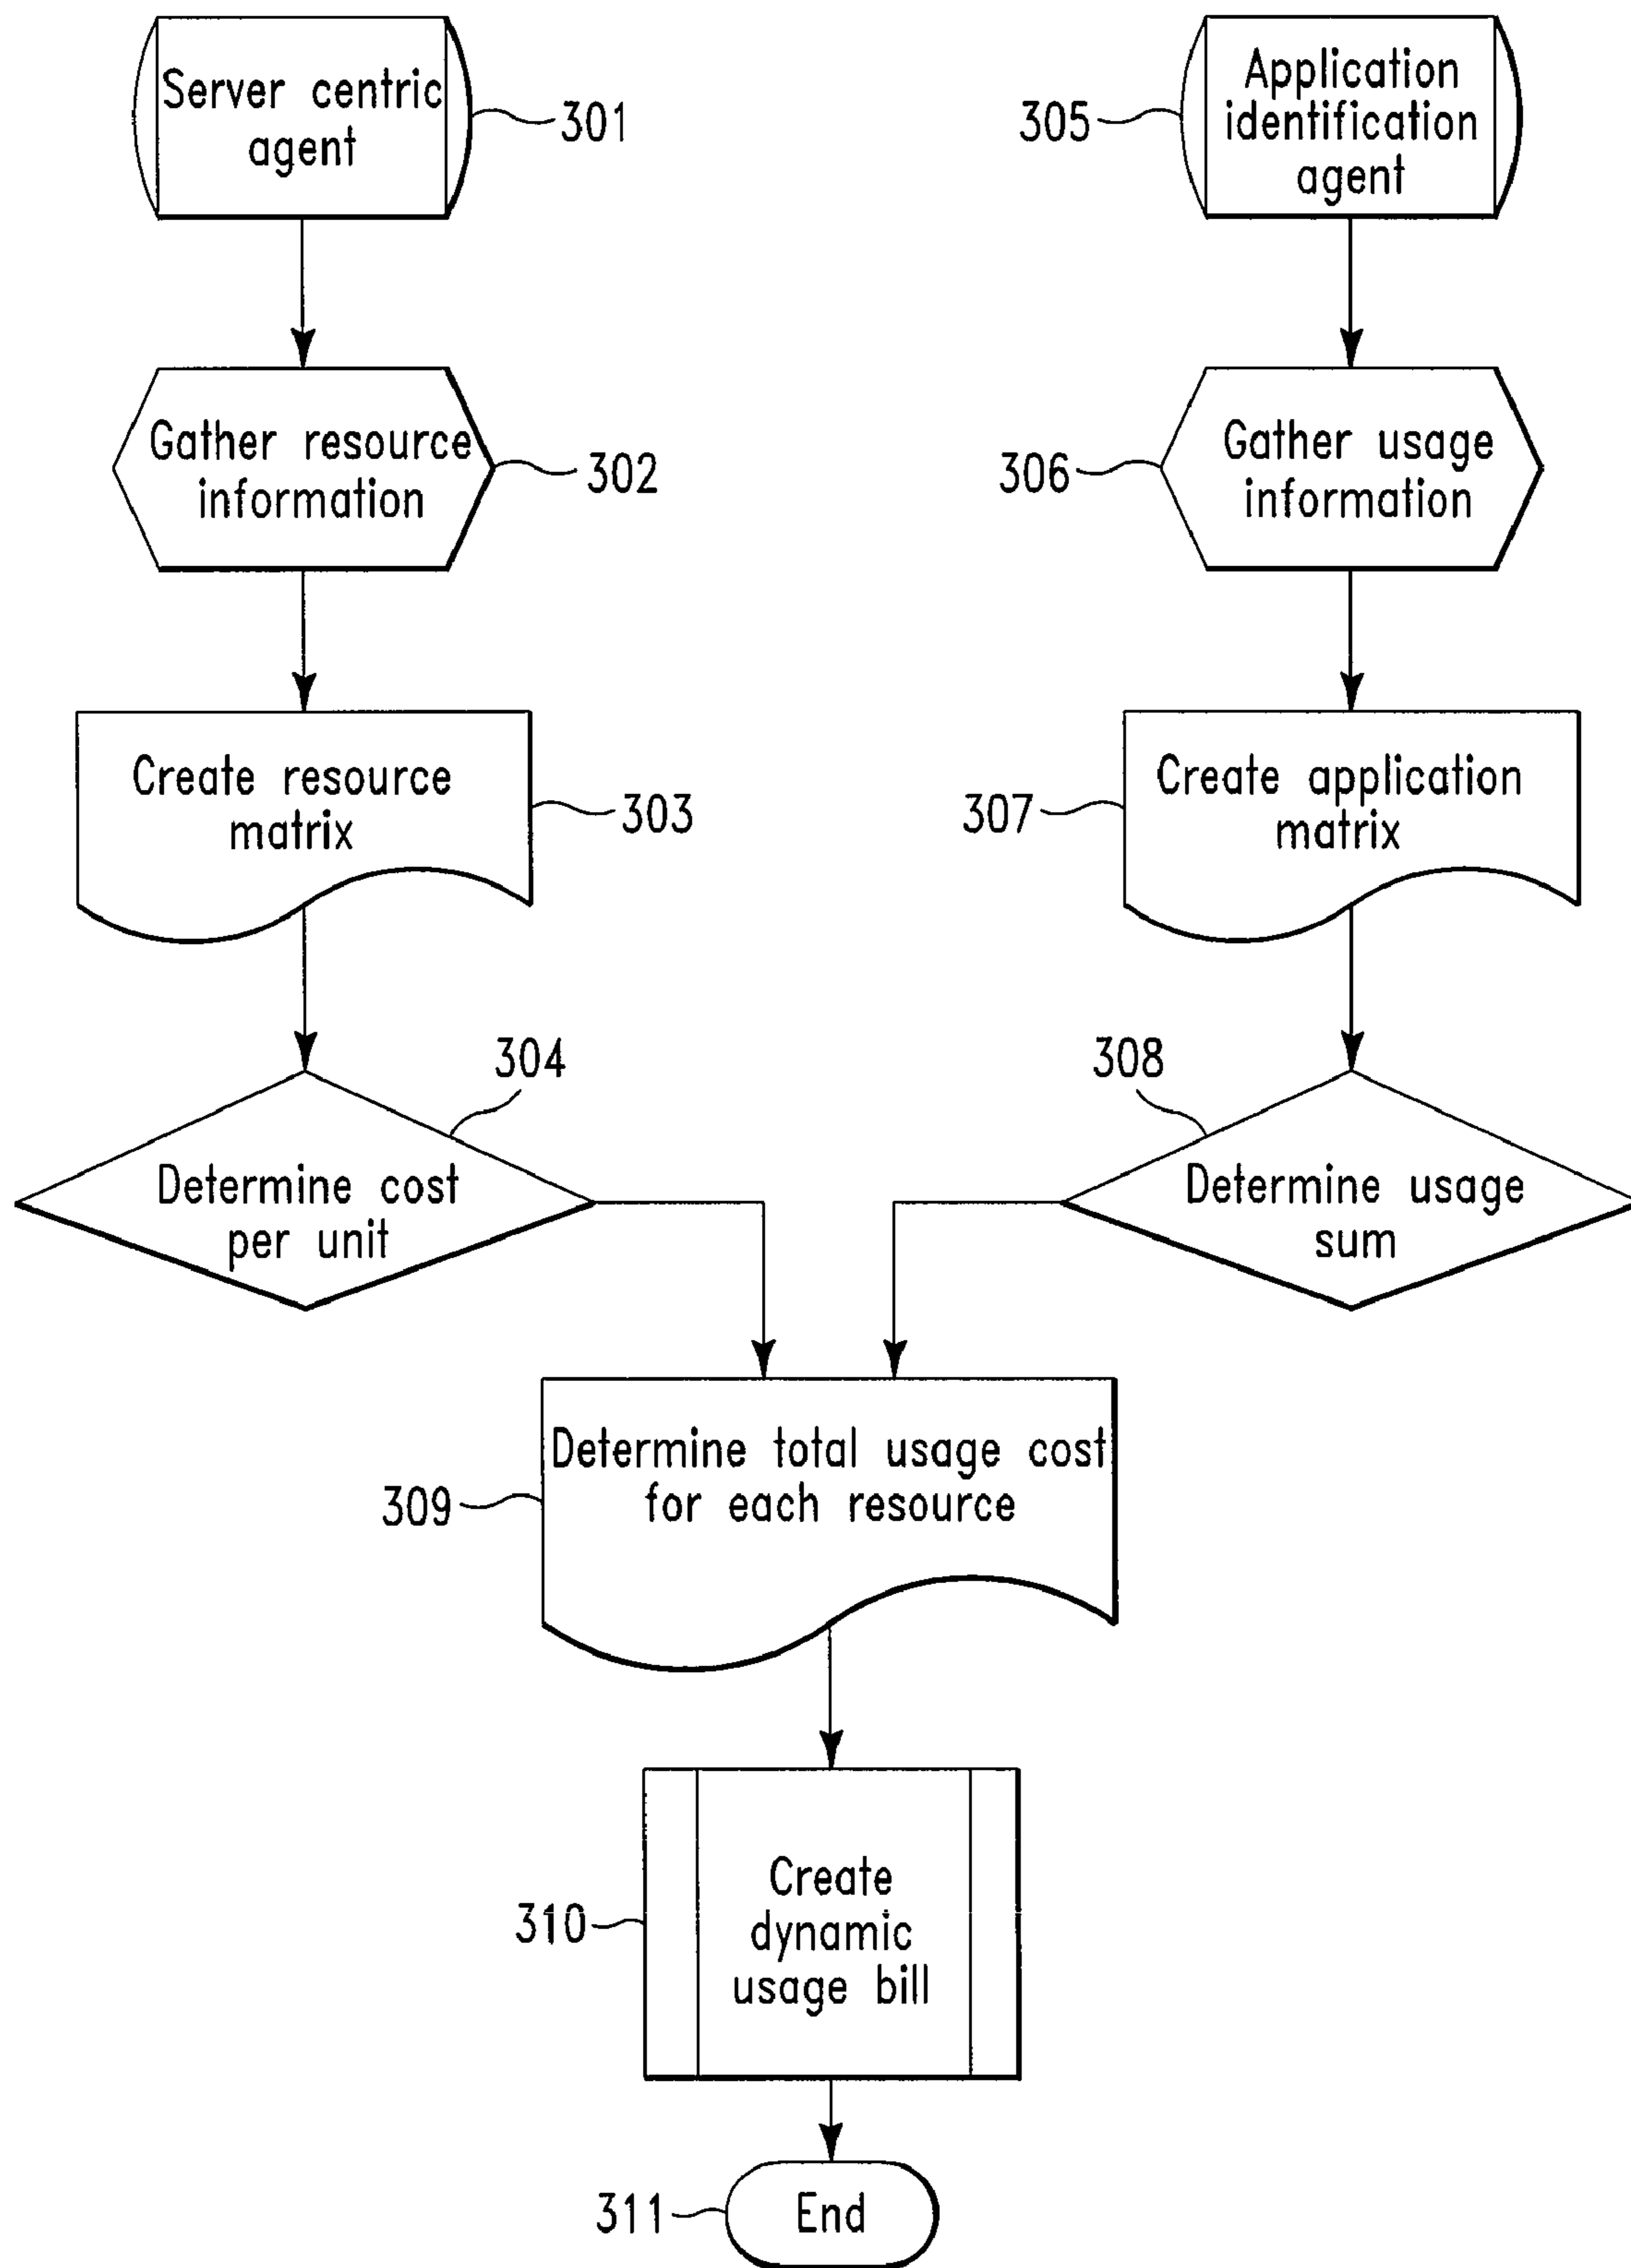 Server centric
agent
301
305
Application
identification
agent
Gather resource
information
302
306
Gather usage
information
Create resource
matrix
303
307
Create application
matrix
304
308
Determine cost
per unit
Determine usage
sum
Determine total usage cost
for each resource
309
310
Create
dynamic
usage bill
311
End